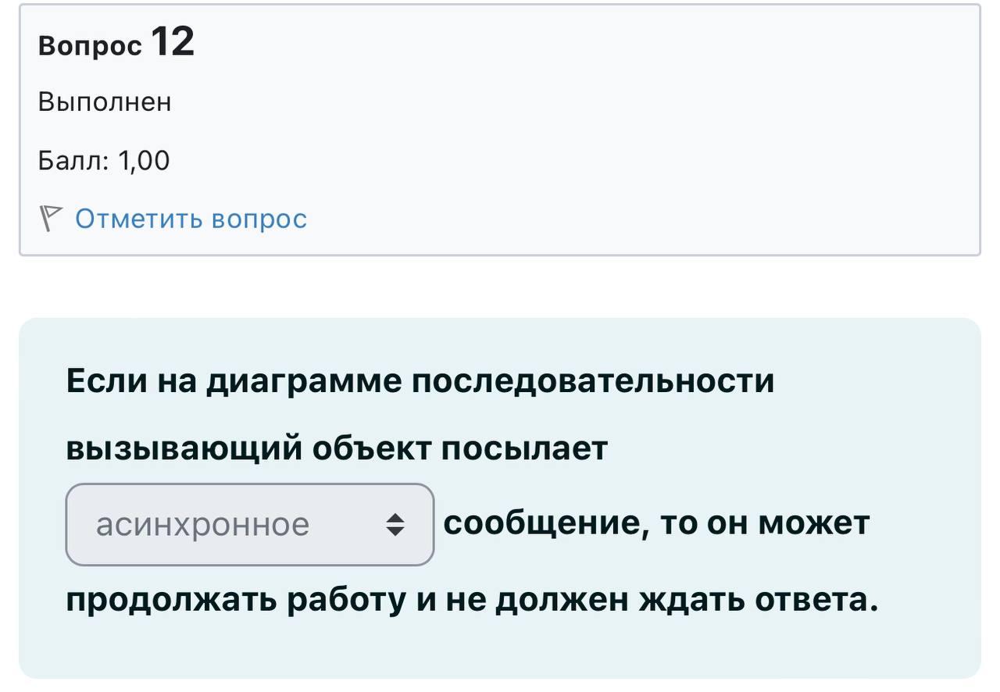 Вопрос 12
Выполнен
Балл: 1,00
Отметить вопрос
Если на диаграмме последовательности
вызывающий объект посылает
асинхронное сообщение, то он может
продолжать работу и не должен ждать ответа.